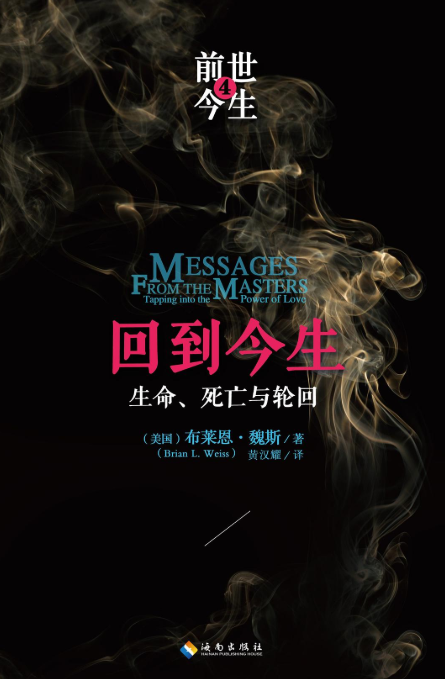 前世
4
今生
MESSAGES
FROM THE MASTERS
Tapping into the Power of Love
回到今生
生命、死亡与轮回
（美国）布莱恩·魏斯／著
（Brian L. Weiss） 黄汉耀／译
海南出版社
HAINAN PUBLISHING HOUSE